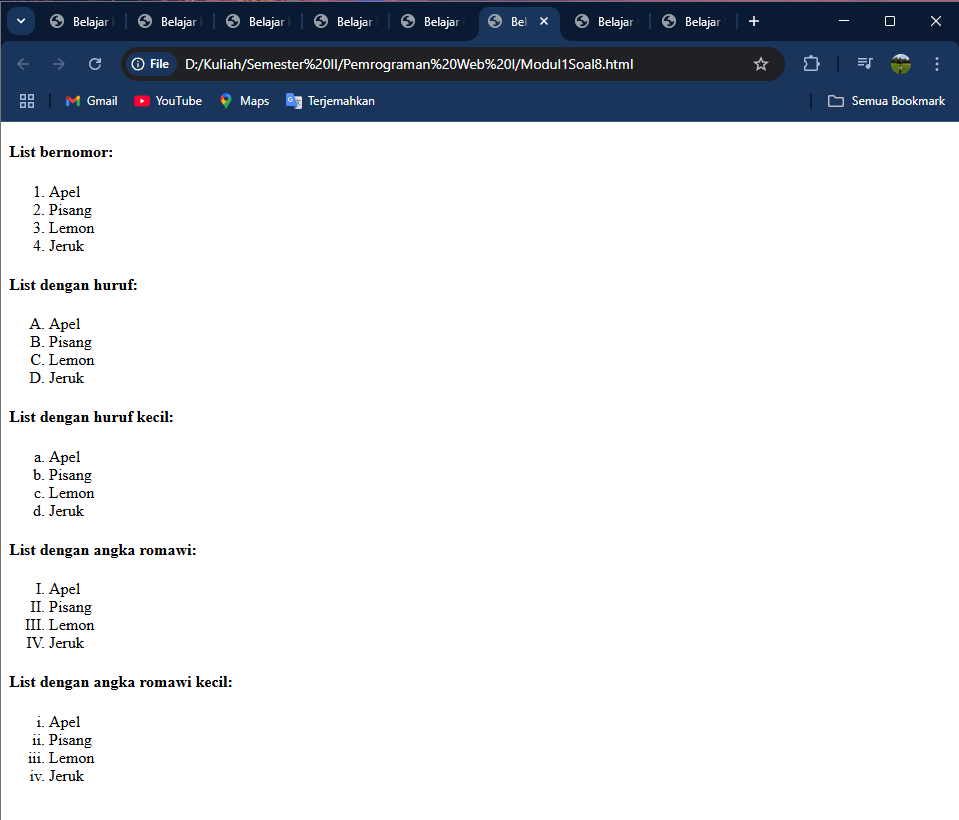 Belajar Belajar Belajar Belajar Belajar Bel Belajar Belajar
File D:/Kuliah/Semester%20II/Pemrograman%20Web%20I/Modul1Soal8.html
Gmail YouTube Maps Terjemahkan Semua Bookmark
List bernomor:
1. Apel
2. Pisang
3. Lemon
4. Jeruk
List dengan huruf:
A. Apel
B. Pisang
C. Lemon
D. Jeruk
List dengan huruf kecil:
a. Apel
b. Pisang
c. Lemon
d. Jeruk
List dengan angka romawi:
I. Apel
II. Pisang
III. Lemon
IV. Jeruk
List dengan angka romawi kecil:
i. Apel
ii. Pisang
iii. Lemon
iv. Jeruk